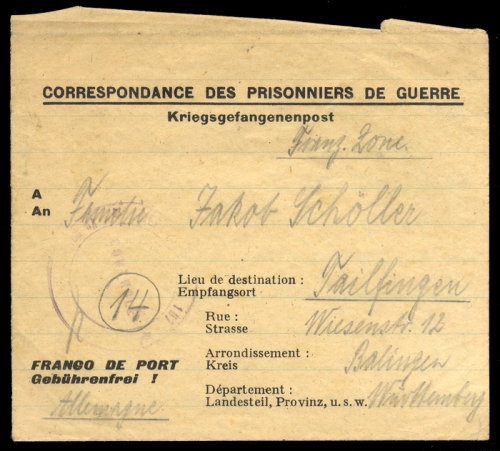 CORRESPONDANCE DES PRISONNIERS DE GUERRE
Kriegsgefangenenpost
Franz. Zone
A
An Familie Jakob Schöller
Lieu de destination :
Empfangsort Tailfingen
14
Rue :
Strasse Wiesenstr. 12
Arrondissement :
Kreis Balingen
FRANCO DE PORT
Gebührenfrei !
Allemagne
Département :
Landesteil, Provinz, u. s. w. Württemberg